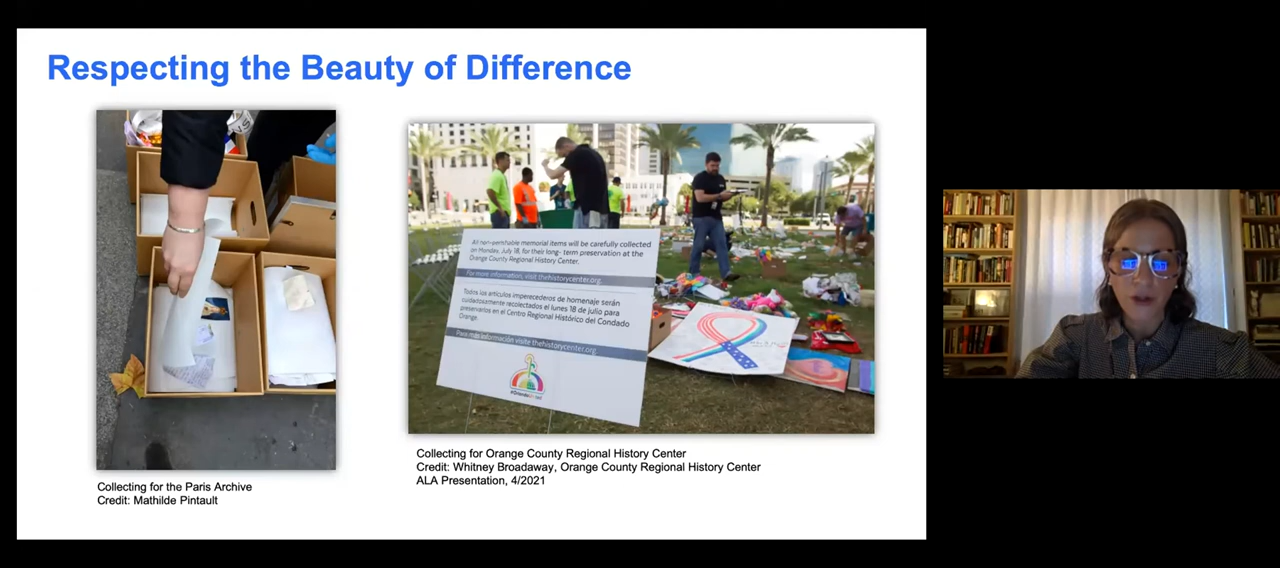 Respecting the Beauty of Difference
All non-perishable memorial items will be carefully collected
on Monday, July 18, for their long-term preservation at the
Orange County Regional History Center.
For more information, visit thehistorycenter.org.
Todos los artículos imperecederos de homenaje serán
cuidadosamente recolectados el lunes 18 de julio para
preservarlos en el Centro Regional Histórico del Condado
Orange.
Para más información visite thehistorycenter.org.
Collecting for the Paris Archive
Credit: Mathilde Pintault
Collecting for Orange County Regional History Center
Credit: Whitney Broadaway, Orange County Regional History Center
ALA Presentation, 4/2021